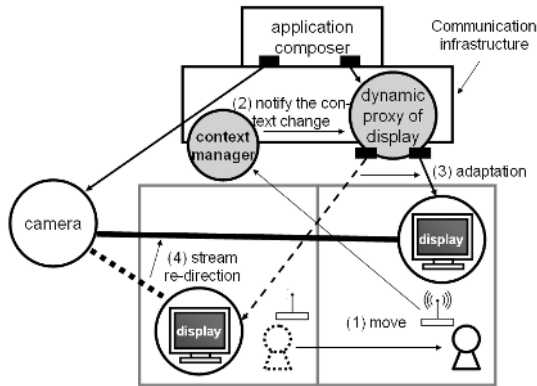 application
composer
Communication
infrastructure
dynamic
proxy of
display
(2) notify the con-
text change
context
manager
(3) adaptation
camera
display
(4) stream
re-direction
display
(1) move